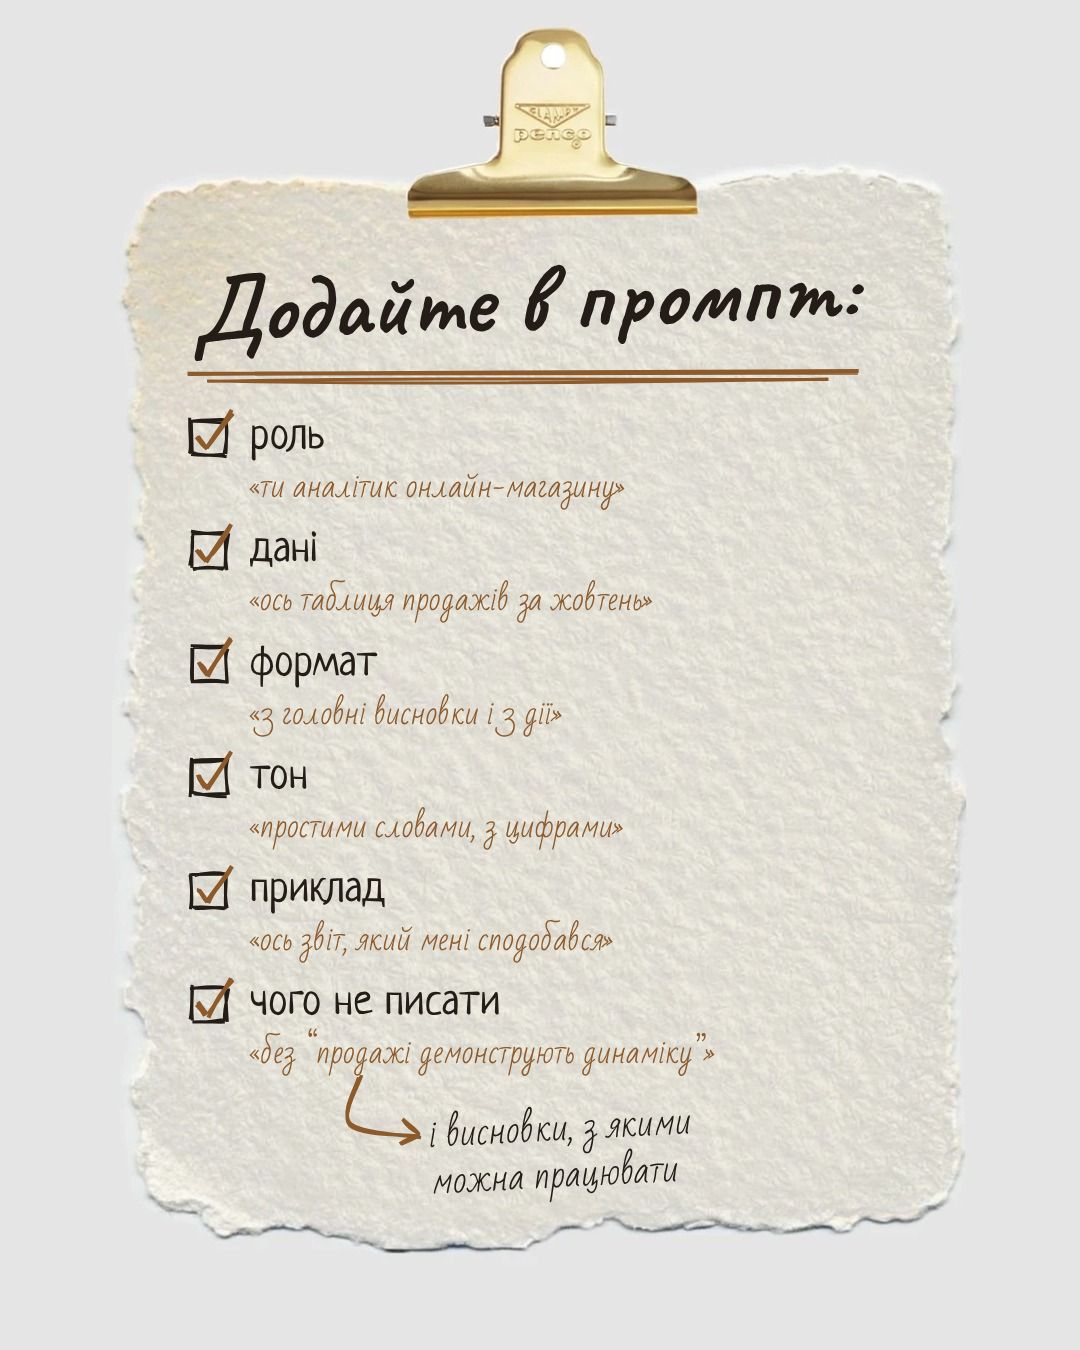 CLAMP
penco
Додайте в промпт:
роль
«ти аналітик онлайн-магазину»
дані
«ось таблиця продажів за жовтень»
формат
«3 головні висновки і 3 дії»
тон
«простими словами, з цифрами»
приклад
«ось звіт, який мені сподобався»
чого не писати
«без “продажі демонструють динаміку”»
і висновки, з якими
можна працювати